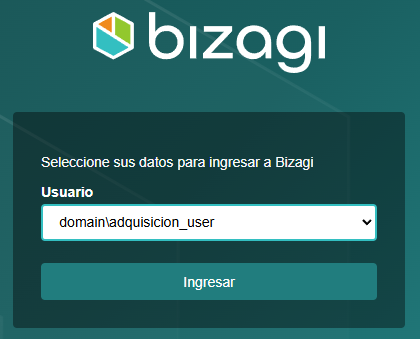 bizagi
Seleccione sus datos para ingresar a Bizagi
Usuario
domain\adquisicion_user
Ingresar